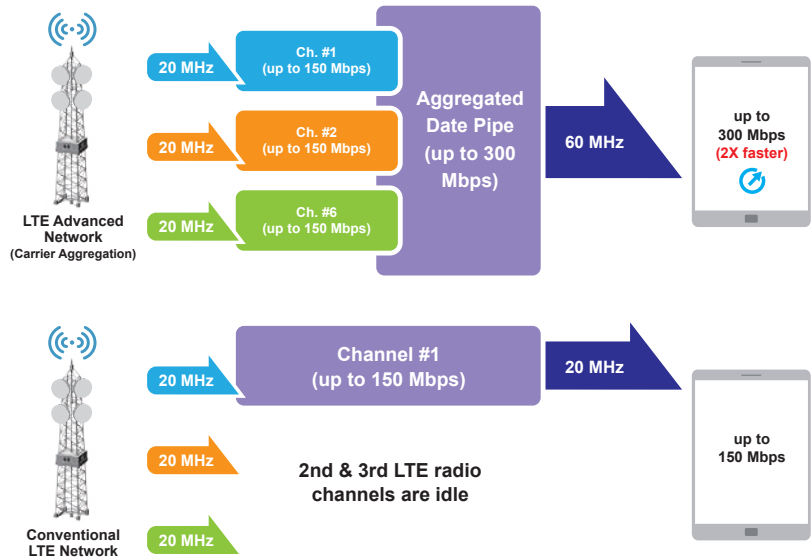 20 MHz
Ch. #1
(up to 150 Mbps)
20 MHz
Ch. #2
(up to 150 Mbps)
20 MHz
Ch. #6
(up to 150 Mbps)
Aggregated
Date Pipe
(up to 300
Mbps)
60 MHz
up to
300 Mbps
(2X faster)
LTE Advanced
Network
(Carrier Aggregation)
20 MHz
Channel #1
(up to 150 Mbps)
20 MHz
up to
150 Mbps
20 MHz
2nd & 3rd LTE radio
channels are idle
20 MHz
Conventional
LTE Network